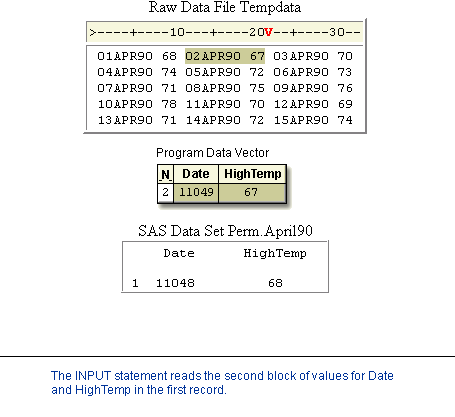 Raw Data File Tempdata
>----+----10---+----20V--+----30--
01APR90 68 02APR90 67 03APR90 70
04APR90 74 05APR90 72 06APR90 73
07APR90 71 08APR90 75 09APR90 76
10APR90 78 11APR90 70 12APR90 69
13APR90 71 14APR90 72 15APR90 74
Program Data Vector
N Date HighTemp
2 11049 67
SAS Data Set Perm.April90
Date HighTemp
1 11048 68
The INPUT statement reads the second block of values for Date
and HighTemp in the first record.